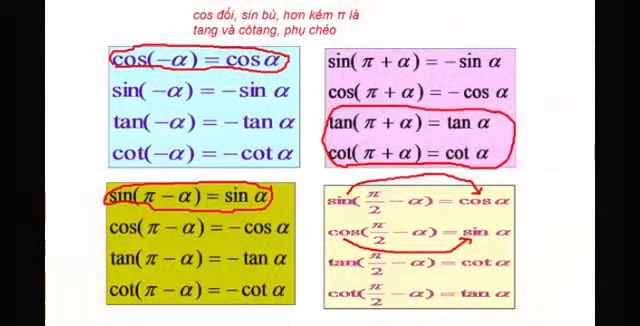 cos đối, sin bù, hơn kém π là
tang và côtang, phụ chéo
cos(−α) = cos α
sin(−α) = −sin α
tan(−α) = −tan α
cot(−α) = −cot α
sin(π + α) = −sin α
cos(π + α) = −cos α
tan(π + α) = tan α
cot(π + α) = cot α
sin(π − α) = sin α
cos(π − α) = −cos α
tan(π − α) = −tan α
cot(π − α) = −cot α
sin(π/2 − α) = cos α
cos(π/2 − α) = sin α
tan(π/2 − α) = cot α
cot(π/2 − α) = tan α